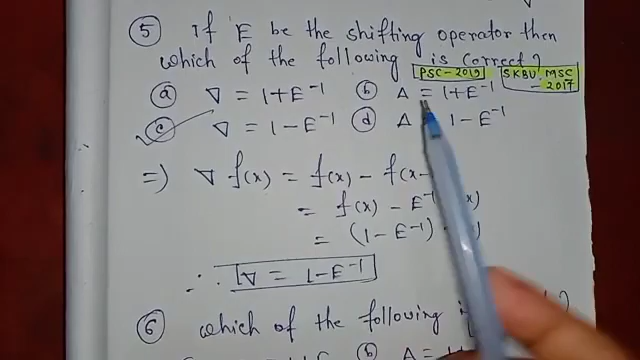 ⑤ If E be the shifting operator then
which of the following is correct?
PSC - 2019 SKBU MSC - 2017
ⓐ ∇ = 1+E⁻¹ ⓑ Δ = 1+E⁻¹
ⓒ ∇ = 1-E⁻¹ ⓓ Δ 1-E⁻¹
=> ∇ f(x) = f(x) - f(x-
= f(x) - E⁻¹ x)
= (1-E⁻¹)
∴ ∇ = 1-E⁻¹
⑥ which of the following
ⓑ